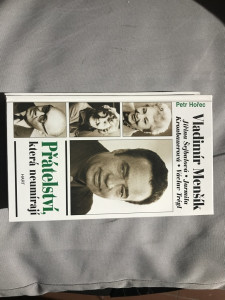 Petr Hořec
Vladimír Menšík
Jiřina Šejbalová • Jarmila
Kronbauerová • Václav Trégl
Přátelství,
která neumírají